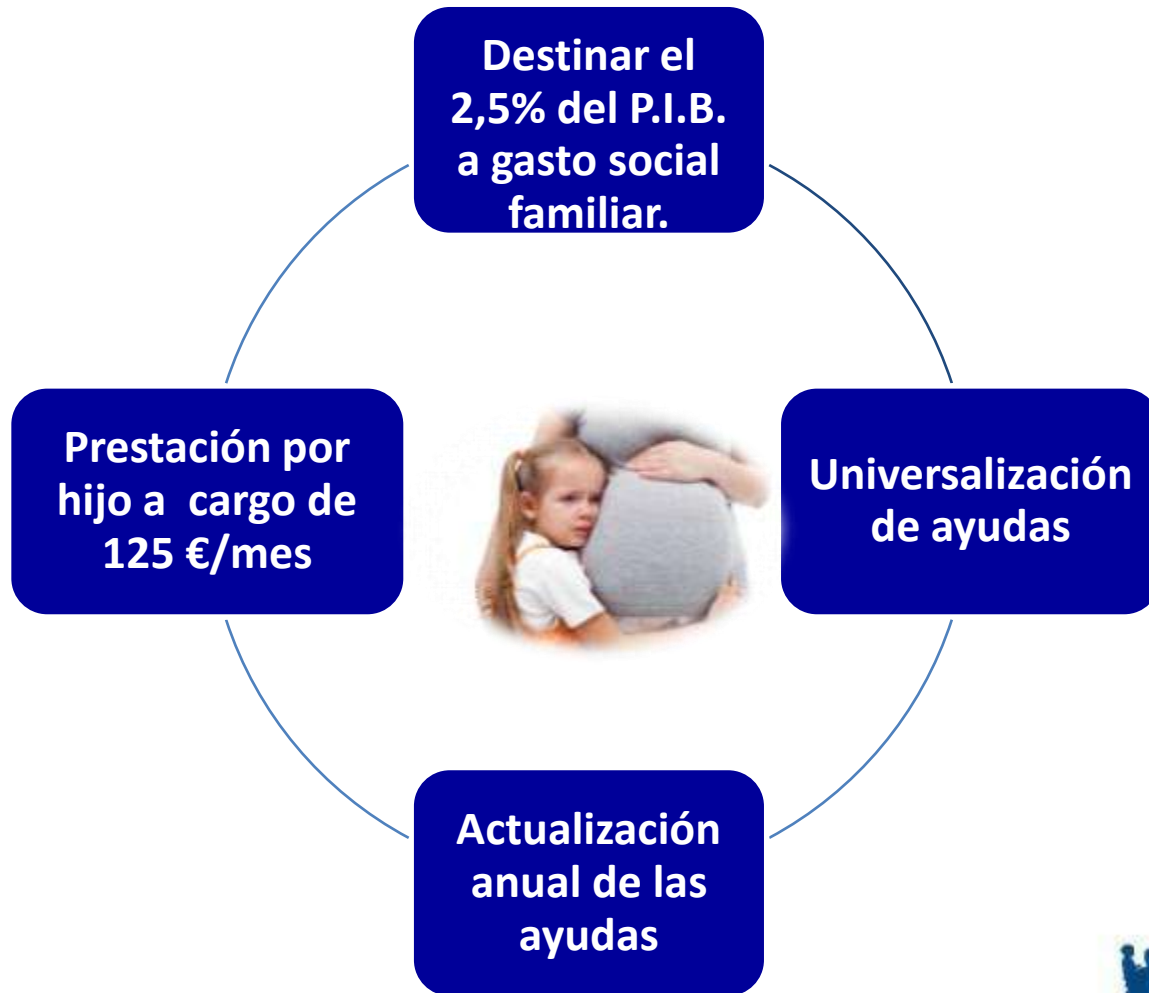 Destinar el
2,5% del P.I.B.
a gasto social
familiar.
Universalización
de ayudas
Actualización
anual de las
ayudas
Prestación por
hijo a cargo de
125 €/mes